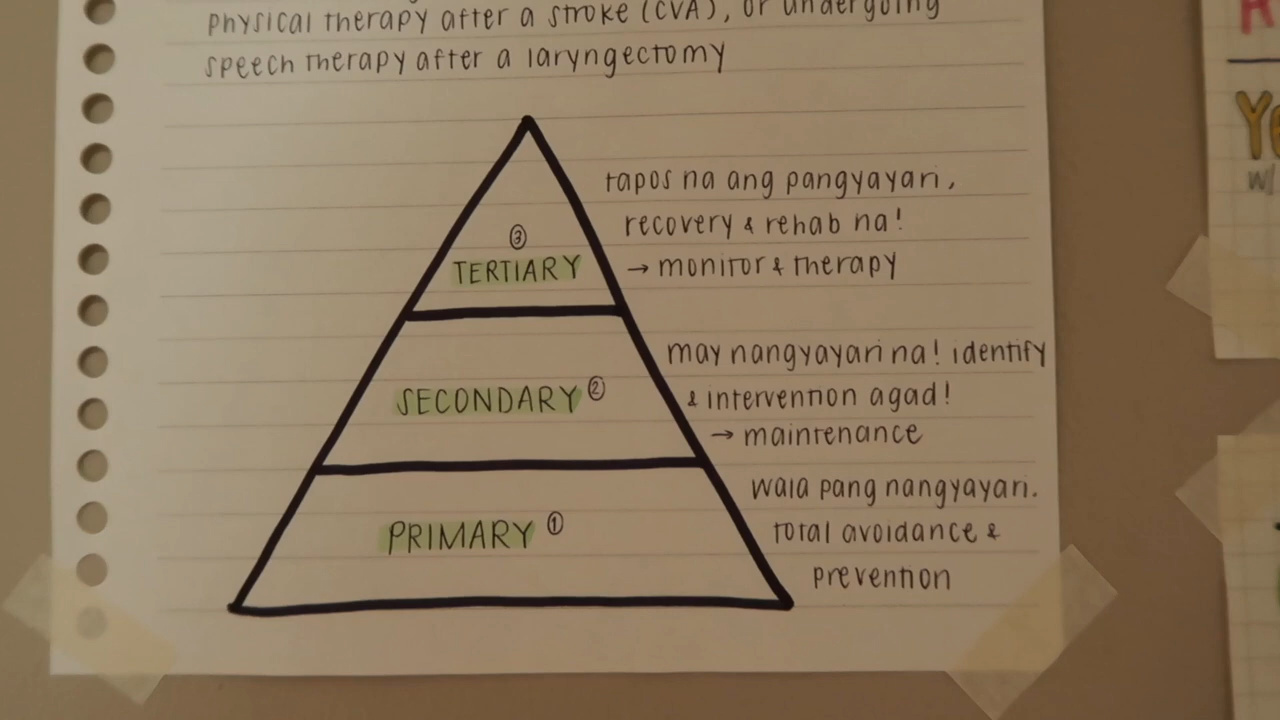 physical therapy after a stroke (CVA), or undergoing
speech therapy after a laryngectomy
tapos na ang pangyayari,
recovery & rehab na!
→ monitor & therapy
③
TERTIARY
may nangyayari na! identify
& intervention agad!
→ maintenance
SECONDARY ②
wala pang nangyayari.
total avoidance &
prevention
PRIMARY ①
w/